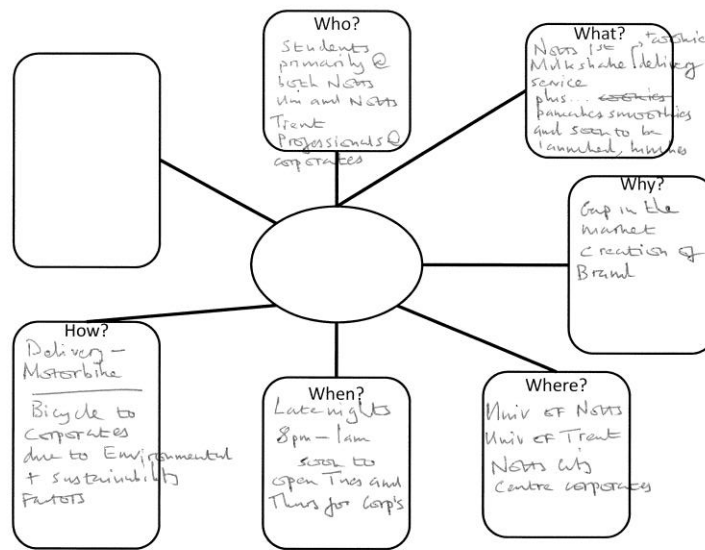 Who?
Students
primarily @
both Notts
Uni and Notts
Trent
Professionals @
corporates
What?
Notts 1st + cookie
Milkshake delivery
service
plus... cookies
pancakes smoothies
and soon to be
launched,
Why?
Gap in the
market
Creation of
Brand
How?
Delivery -
Motorbike
Bicycle to
Corporates
due to Environmental
+ sustainability
Factors
When?
Late nights
8pm - 1am
soon to
open Tues and
Thurs for Corp's
Where?
Univ of Notts
Univ of Trent
Notts City
Centre corporates